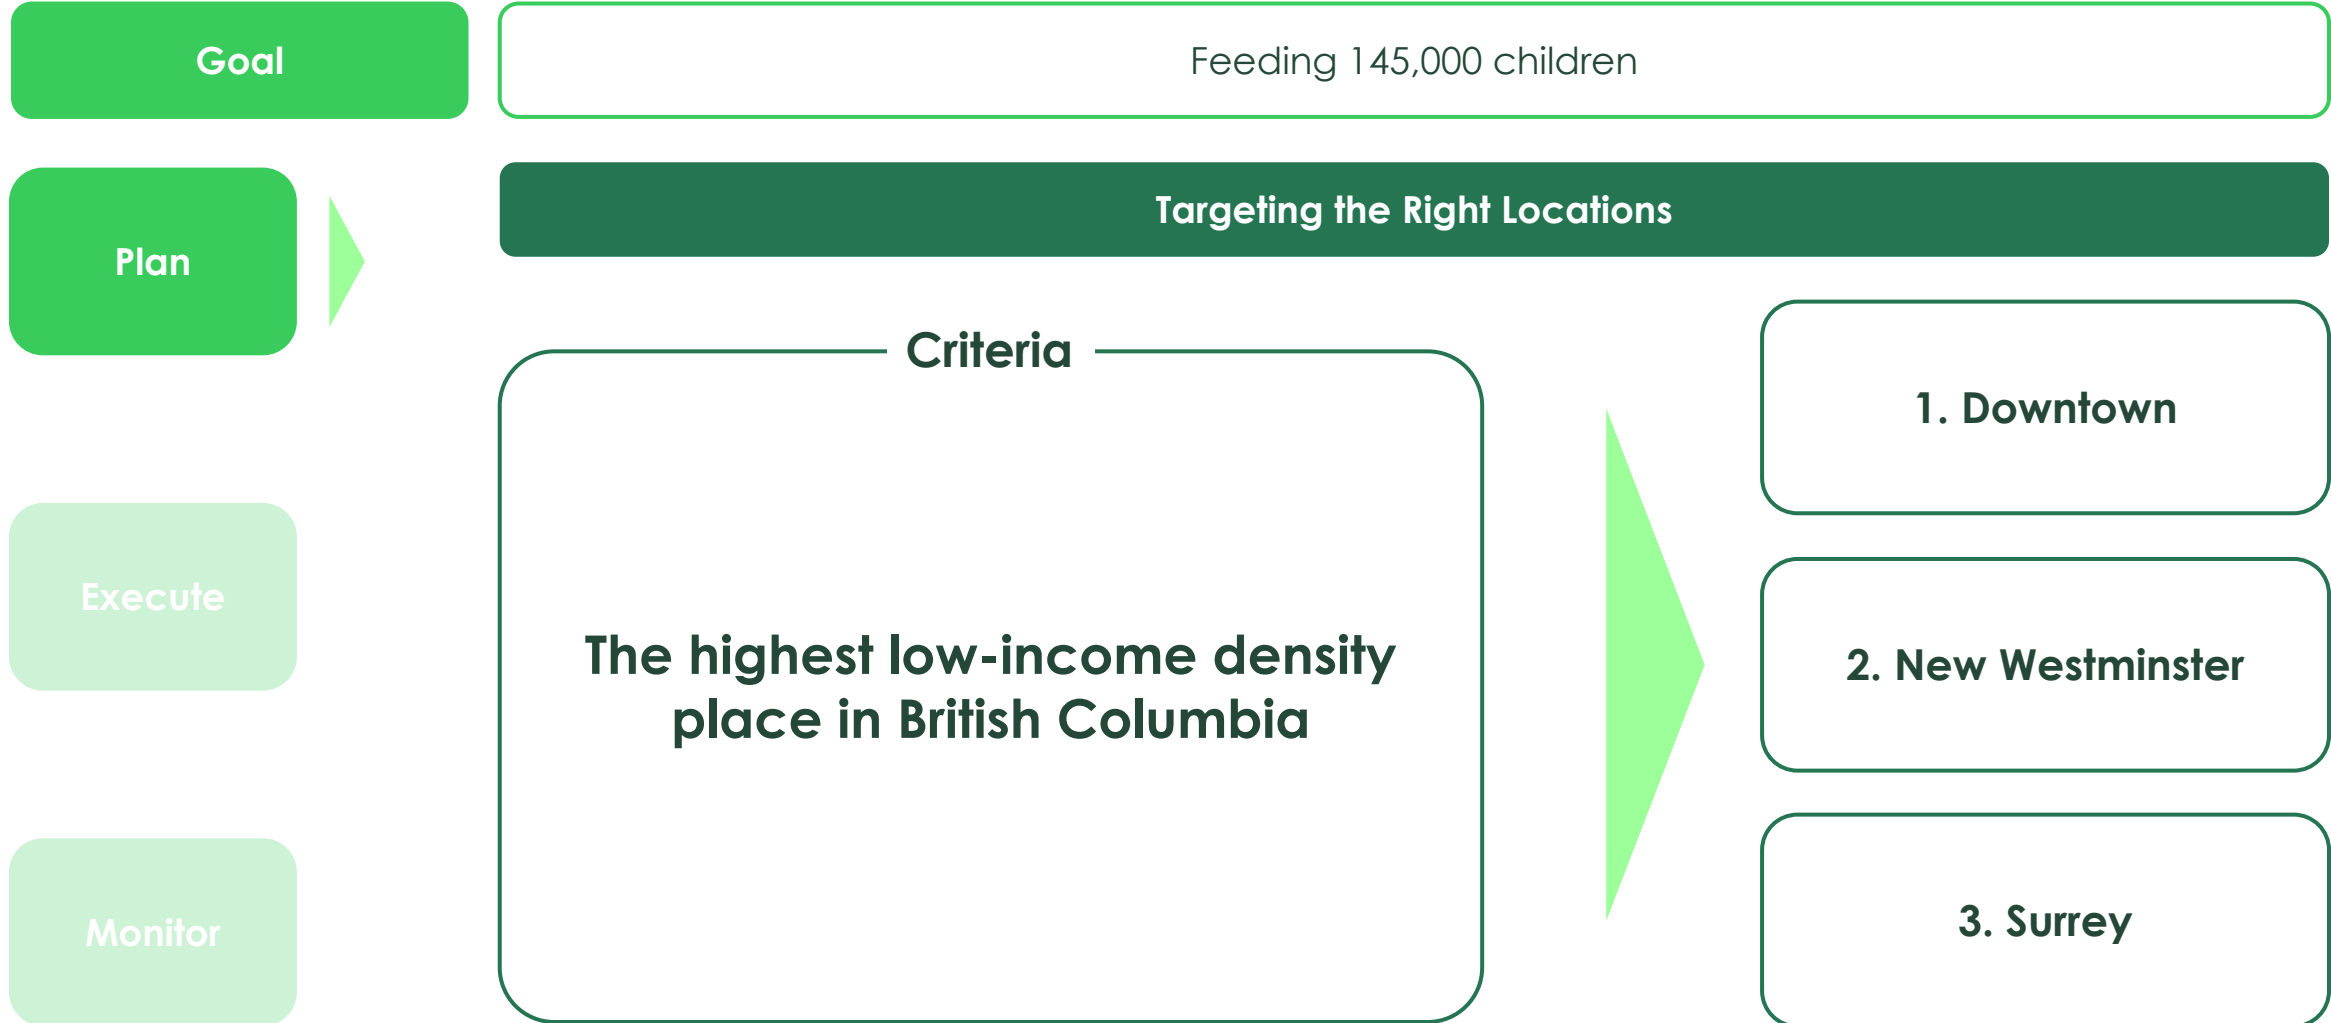 Goal
Feeding 145,000 children
Plan
Targeting the Right Locations
Criteria
The highest low-income density
place in British Columbia
1. Downtown
2. New Westminster
3. Surrey
Execute
Monitor